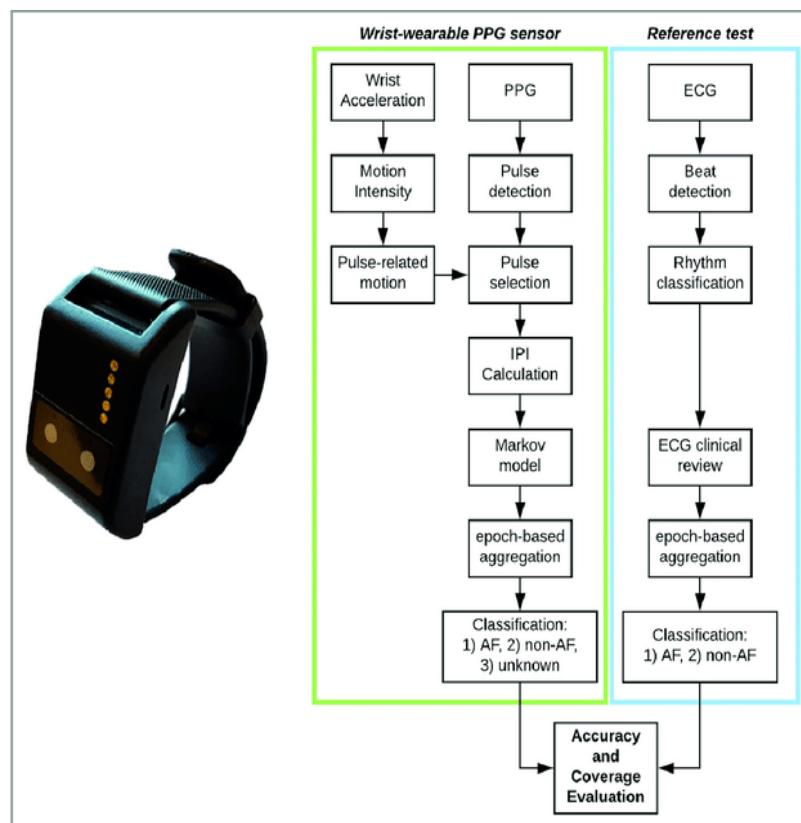 Wrist-wearable PPG sensor
Wrist
Acceleration
Motion
Intensity
Pulse-related
motion
PPG
Pulse
detection
Pulse
selection
IPI
Calculation
Markov
model
epoch-based
aggregation
Classification:
1) AF, 2) non-AF,
3) unknown
Reference test
ECG
Beat
detection
Rhythm
classification
ECG clinical
review
epoch-based
aggregation
Classification:
1) AF, 2) non-AF
Accuracy
and
Coverage
Evaluation